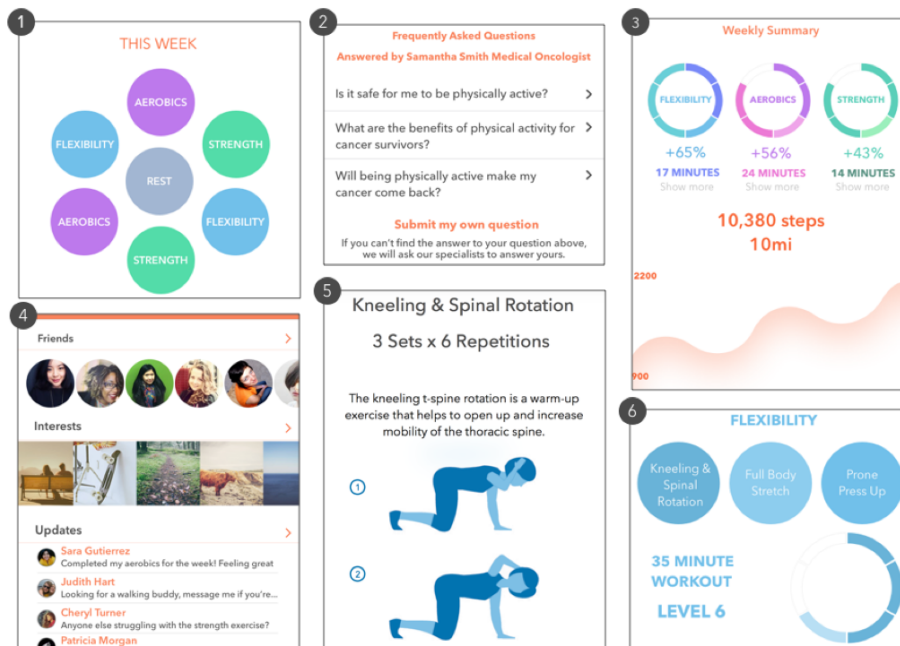 1
THIS WEEK
AEROBICS
FLEXIBILITY
STRENGTH
REST
AEROBICS
FLEXIBILITY
STRENGTH
2
Frequently Asked Questions
Answered by Samantha Smith Medical Oncologist
Is it safe for me to be physically active?
What are the benefits of physical activity for
cancer survivors?
Will being physically active make my
cancer come back?
Submit my own question
If you can't find the answer to your question above,
we will ask our specialists to answer yours.
3
Weekly Summary
FLEXIBILITY AEROBICS STRENGTH
+65% +56% +43%
17 MINUTES 24 MINUTES 14 MINUTES
Show more Show more Show more
10,380 steps
10mi
2200
900
4
Friends
Interests
Updates
Sara Gutierrez
Completed my aerobics for the week! Feeling great
Judith Hart
Looking for a walking buddy, message me if you're...
Cheryl Turner
Anyone else struggling with the strength exercise?
Patricia Morgan
5
Kneeling & Spinal Rotation
3 Sets x 6 Repetitions
The kneeling t-spine rotation is a warm-up
exercise that helps to open up and increase
mobility of the thoracic spine.
1
2
6
FLEXIBILITY
Kneeling &
Spinal
Rotation
Full Body
Stretch
Prone
Press Up
35 MINUTE
WORKOUT
LEVEL 6